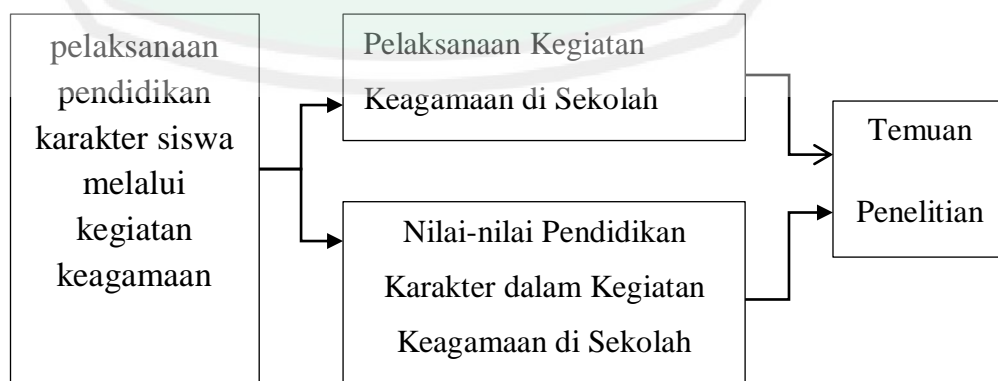 pelaksanaan
pendidikan
karakter siswa
melalui
kegiatan
keagamaan
Pelaksanaan Kegiatan
Keagamaan di Sekolah
Nilai-nilai Pendidikan
Karakter dalam Kegiatan
Keagamaan di Sekolah
Temuan
Penelitian